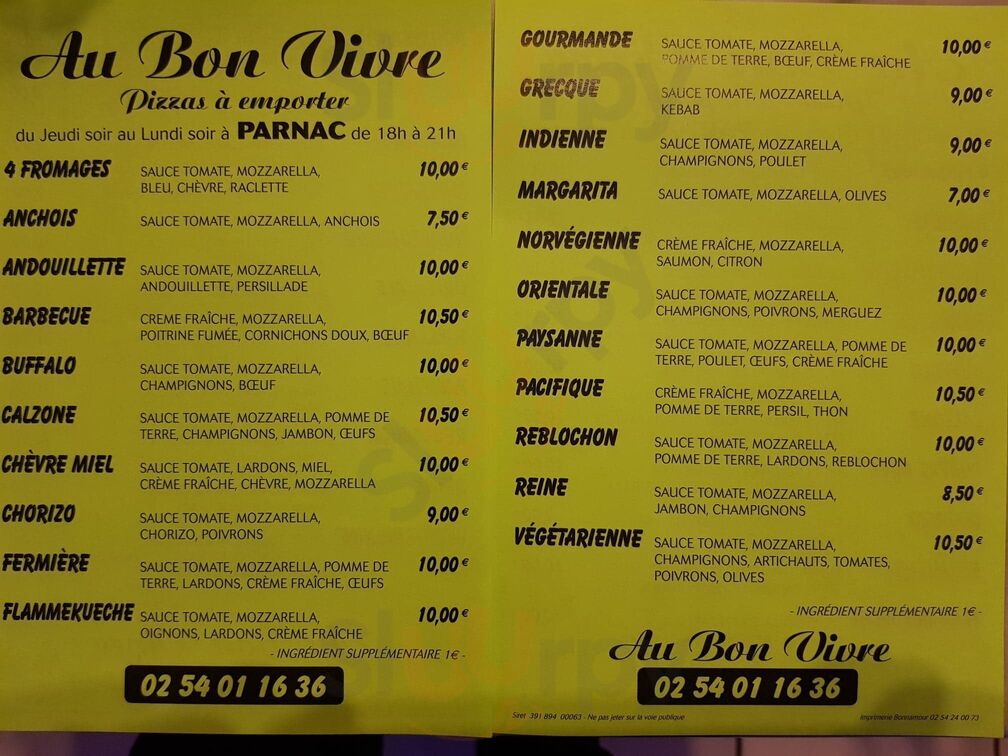 Au Bon Vivre
Pizzas à emporter
du Jeudi soir au Lundi soir à PARNAC de 18h à 21h
4 FROMAGES SAUCE TOMATE, MOZZARELLA, 10,00 €
BLEU, CHÈVRE, RACLETTE
ANCHOIS SAUCE TOMATE, MOZZARELLA, ANCHOIS 7,50 €
ANDOUILLETTE SAUCE TOMATE, MOZZARELLA, 10,00 €
ANDOUILLETTE, PERSILLADE
BARBECUE CREME FRAÎCHE, MOZZARELLA, 10,50 €
POITRINE FUMÉE, CORNICHONS DOUX, BŒUF
BUFFALO SAUCE TOMATE, MOZZARELLA, 10,00 €
CHAMPIGNONS, BŒUF
CALZONE SAUCE TOMATE, MOZZARELLA, POMME DE 10,50 €
TERRE, CHAMPIGNONS, JAMBON, ŒUFS
CHÈVRE MIEL SAUCE TOMATE, LARDONS, MIEL, 10,00 €
CRÈME FRAÎCHE, CHÈVRE, MOZZARELLA
CHORIZO SAUCE TOMATE, MOZZARELLA, 9,00 €
CHORIZO, POIVRONS
FERMIÈRE SAUCE TOMATE, MOZZARELLA, POMME DE 10,00 €
TERRE, LARDONS, CRÈME FRAÎCHE, ŒUFS
FLAMMEKUECHE SAUCE TOMATE, MOZZARELLA, 10,00 €
OIGNONS, LARDONS, CRÈME FRAÎCHE
- INGRÉDIENT SUPPLÉMENTAIRE 1€ -
02 54 01 16 36
GOURMANDE SAUCE TOMATE, MOZZARELLA, 10,00 €
POMME DE TERRE, BŒUF, CRÈME FRAÎCHE
GRECQUE SAUCE TOMATE, MOZZARELLA, 9,00 €
KEBAB
INDIENNE SAUCE TOMATE, MOZZARELLA, 9,00 €
CHAMPIGNONS, POULET
MARGARITA SAUCE TOMATE, MOZZARELLA, OLIVES 7,00 €
NORVÉGIENNE CRÈME FRAÎCHE, MOZZARELLA, 10,00 €
SAUMON, CITRON
ORIENTALE SAUCE TOMATE, MOZZARELLA, 10,00 €
CHAMPIGNONS, POIVRONS, MERGUEZ
PAYSANNE SAUCE TOMATE, MOZZARELLA, POMME DE 10,00 €
TERRE, POULET, ŒUFS, CRÈME FRAÎCHE
PACIFIQUE CRÈME FRAÎCHE, MOZZARELLA, 10,50 €
POMME DE TERRE, PERSIL, THON
REBLOCHON SAUCE TOMATE, MOZZARELLA, 10,00 €
POMME DE TERRE, LARDONS, REBLOCHON
REINE SAUCE TOMATE, MOZZARELLA, 8,50 €
JAMBON, CHAMPIGNONS
VÉGÉTARIENNE SAUCE TOMATE, MOZZARELLA, 10,50 €
CHAMPIGNONS, ARTICHAUTS, TOMATES,
POIVRONS, OLIVES
- INGRÉDIENT SUPPLÉMENTAIRE 1€ -
Au Bon Vivre
02 54 01 16 36
Siret 391 894 00063 - Ne pas jeter sur la voie publique
Imprimerie Bonnamour 02 54 24 00 73